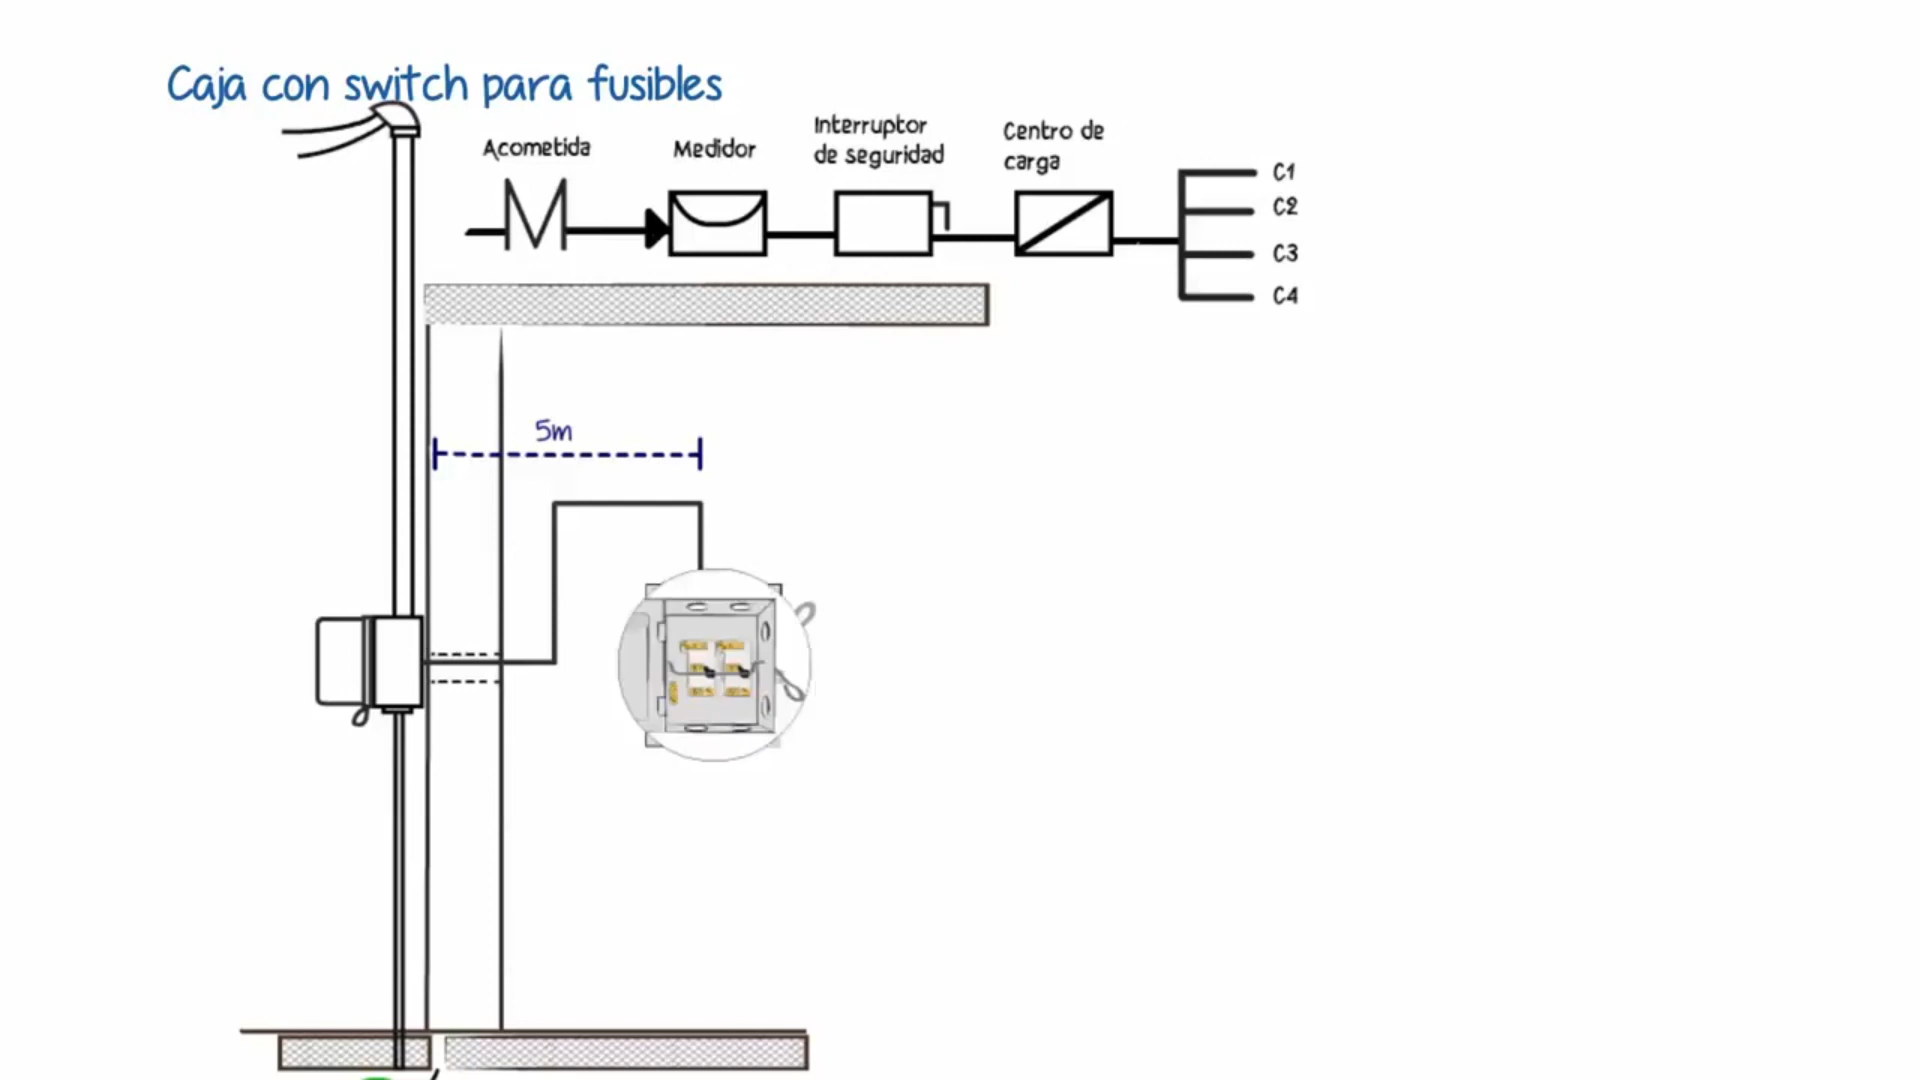 Caja con switch para fusibles
Acometida
Medidor
Interruptor
de seguridad
Centro de
carga
C1
C2
C3
C4
5m